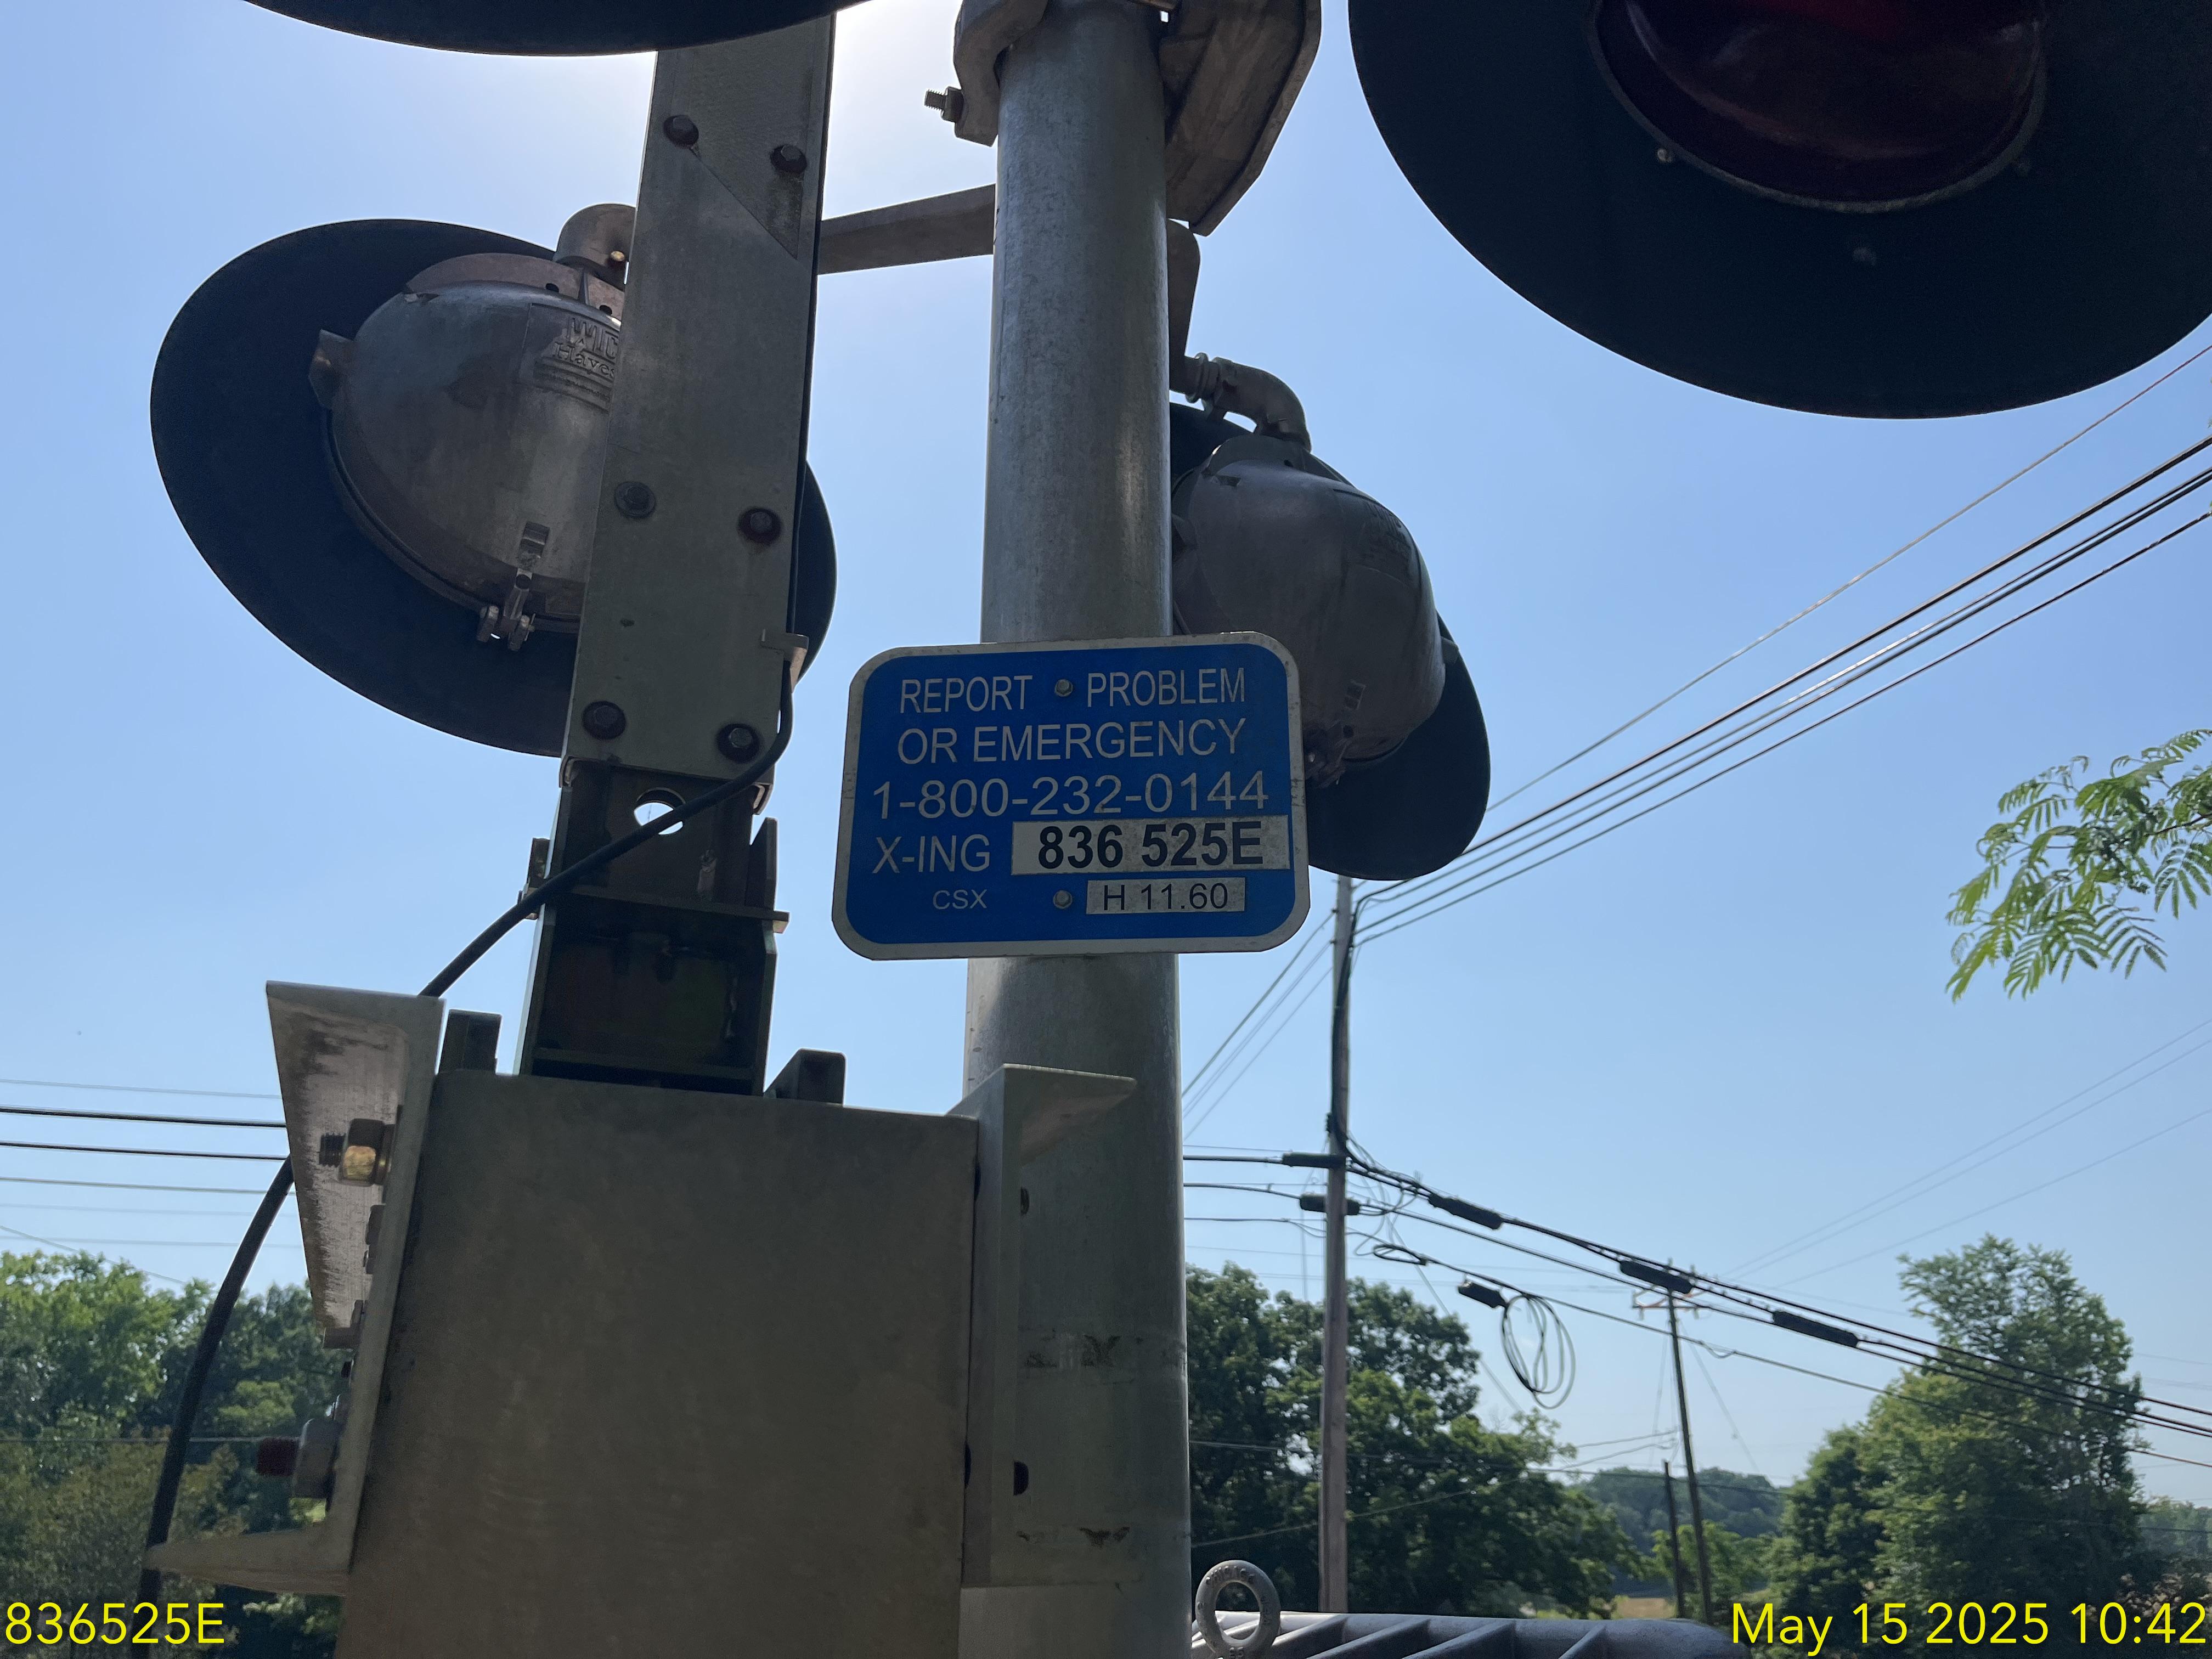 REPORT PROBLEM
OR EMERGENCY
1-800-232-0144
X-ING 836 525E
CSX H 11.60
836525E
May 15 2025 10:42